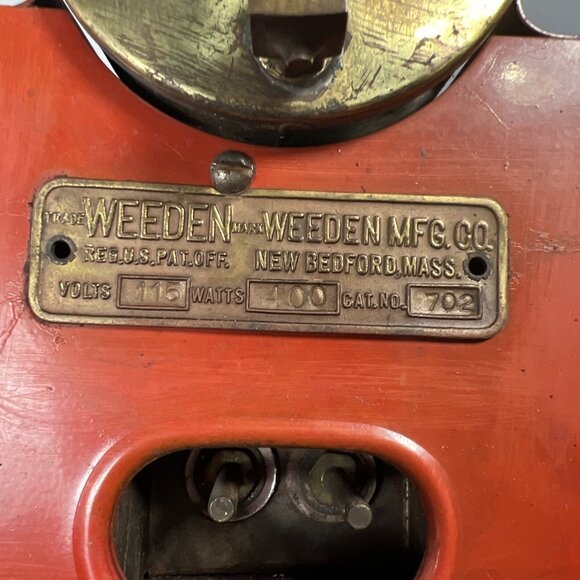 TRADE WEEDEN MARK WEEDEN MFG. CO.
REG.U.S.PAT.OFF. NEW BEDFORD, MASS.
VOLTS 115 WATTS 400 CAT. NO. 702